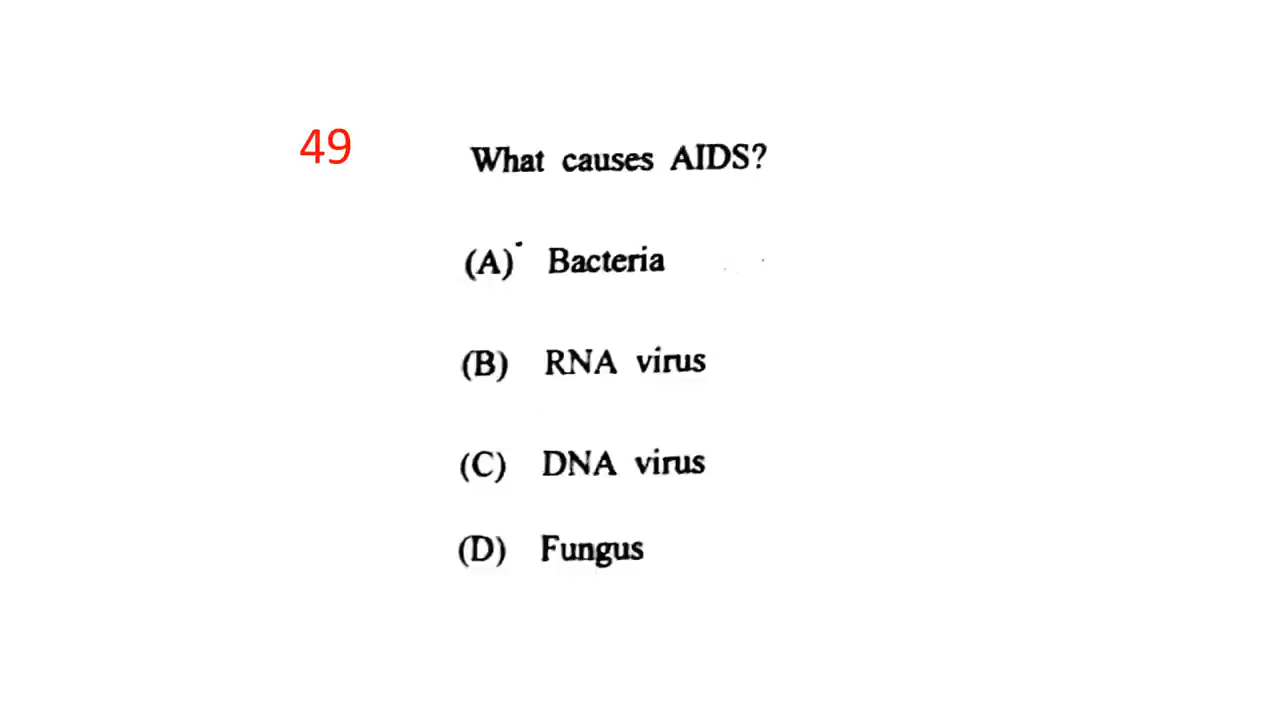 49 What causes AIDS?
(A) Bacteria
(B) RNA virus
(C) DNA virus
(D) Fungus